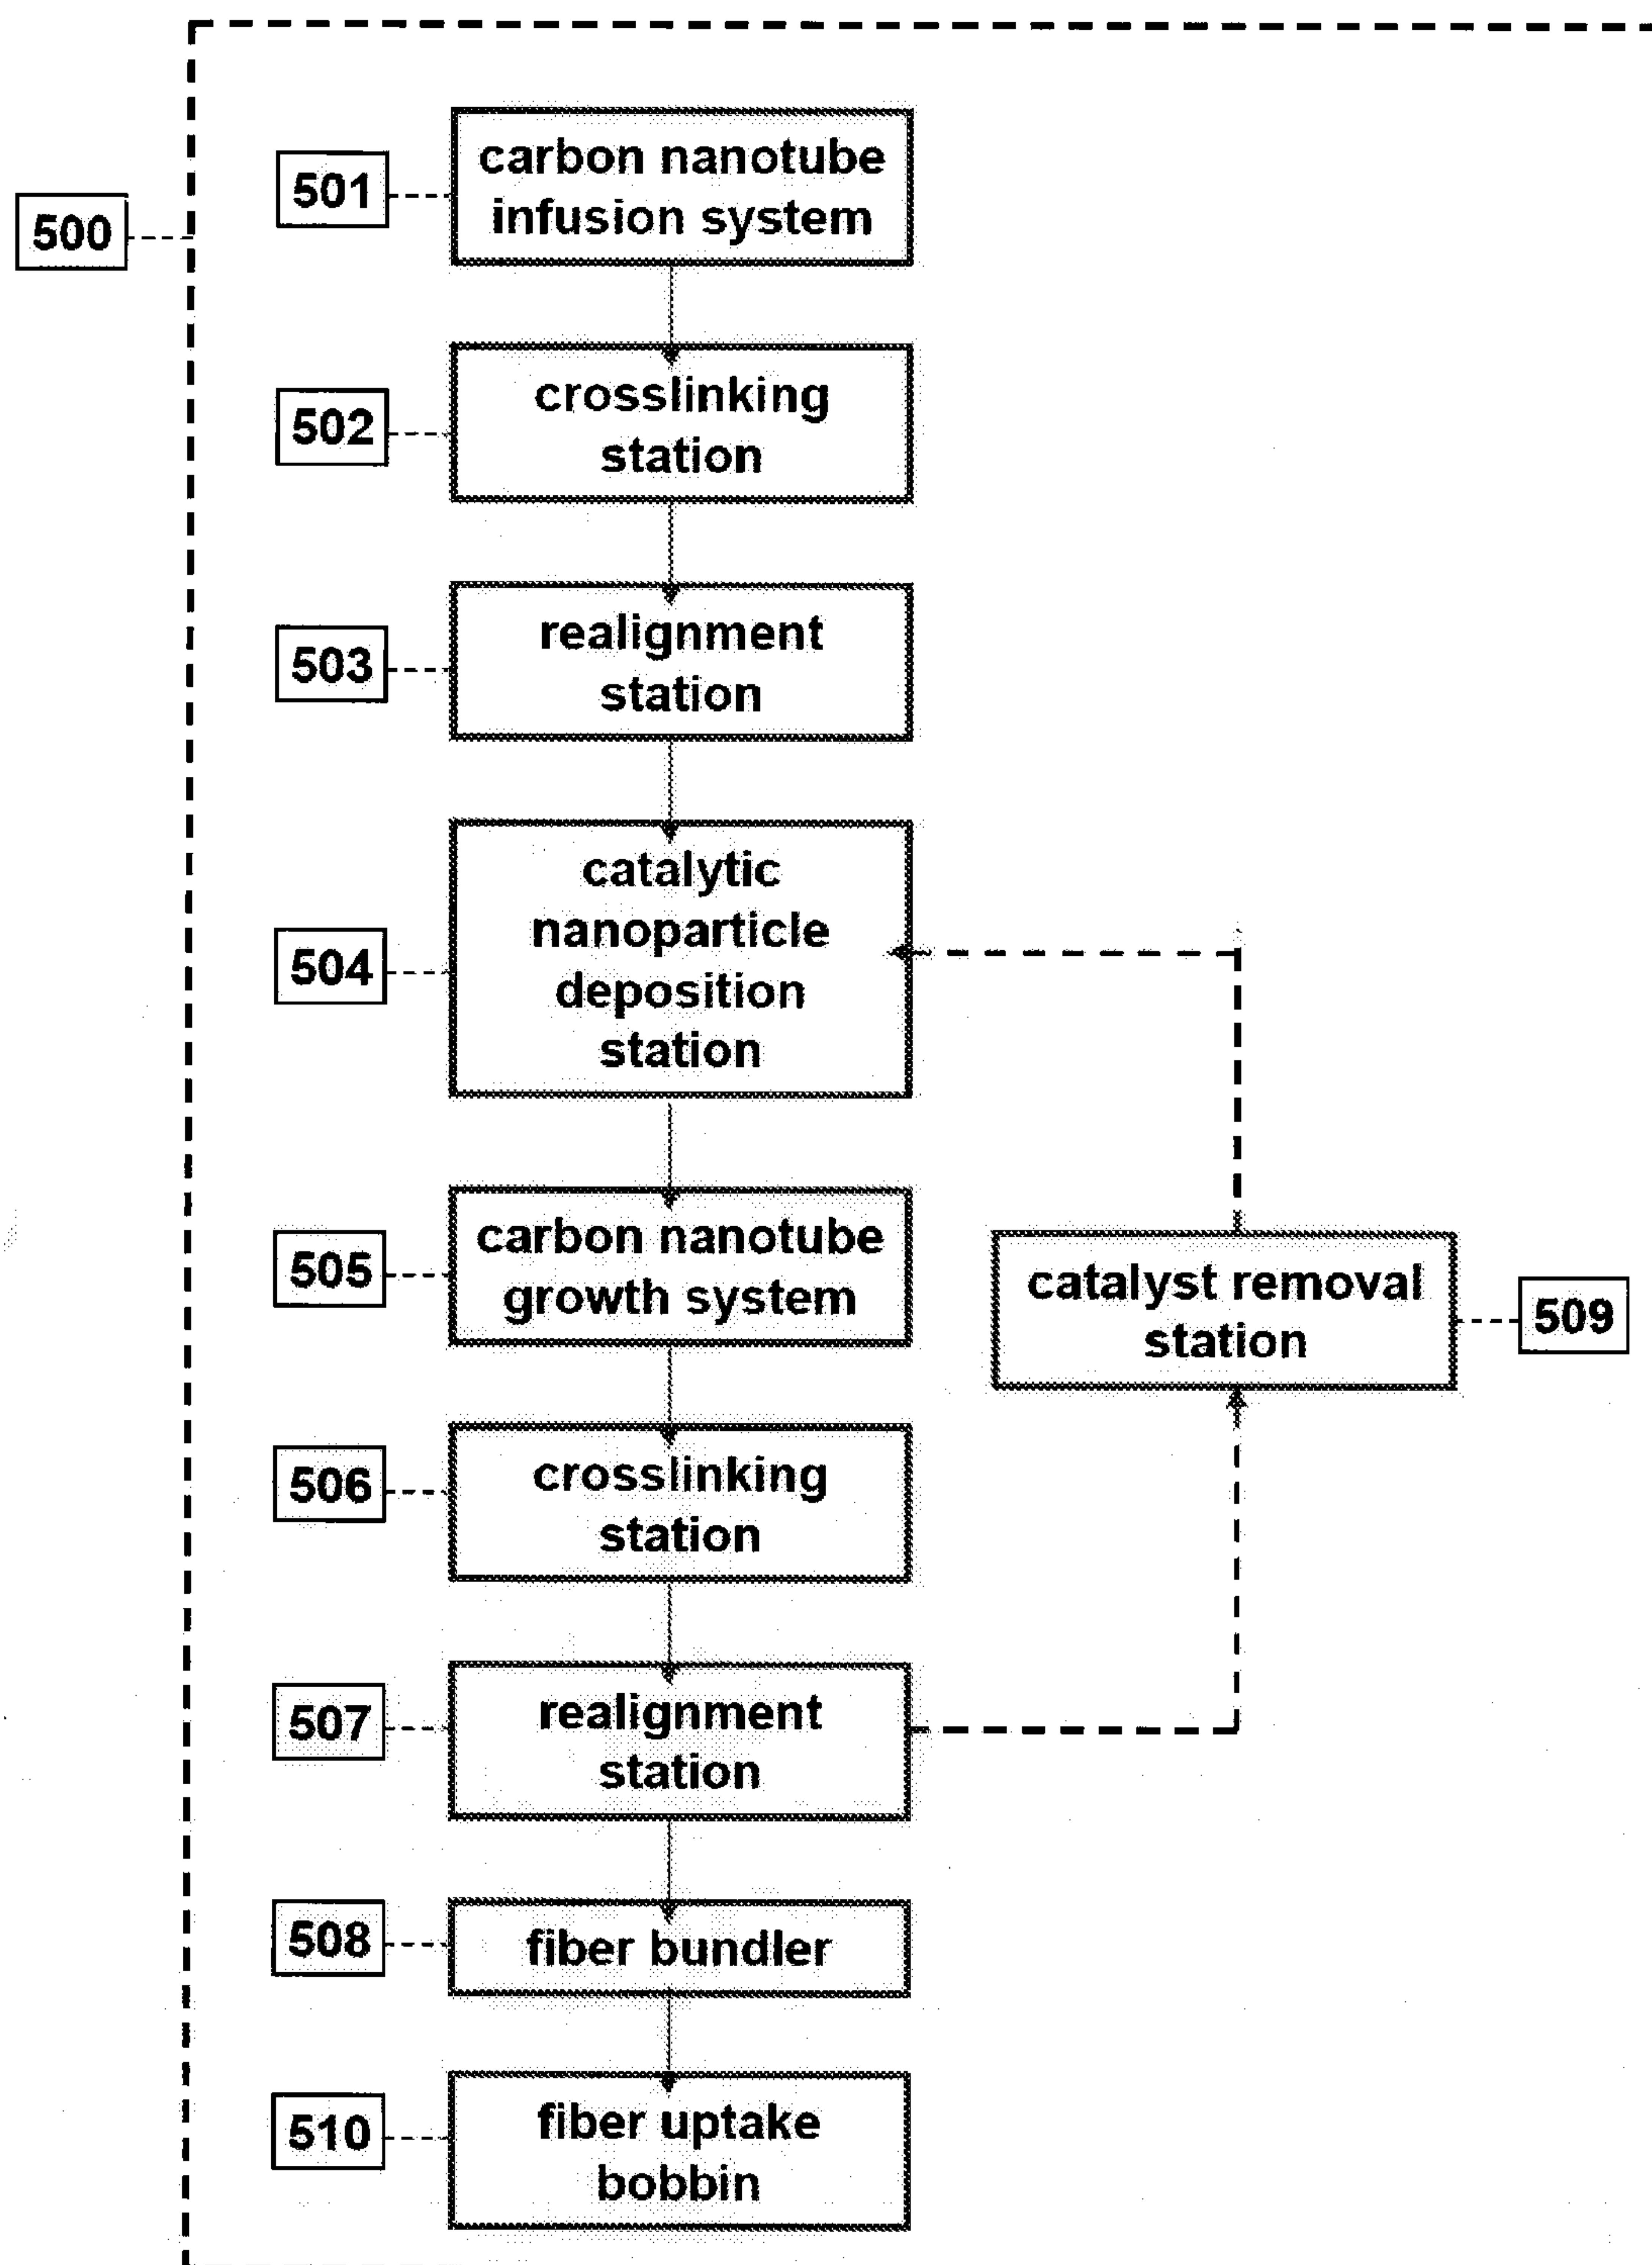 500
501
carbon nanotube
infusion system
502
crosslinking
station
503
realignment
station
504
catalytic
nanoparticle
deposition
station
505
carbon nanotube
growth system
catalyst removal
station
509
506
crosslinking
station
507
realignment
station
508
fiber bundler
510
fiber uptake
bobbin